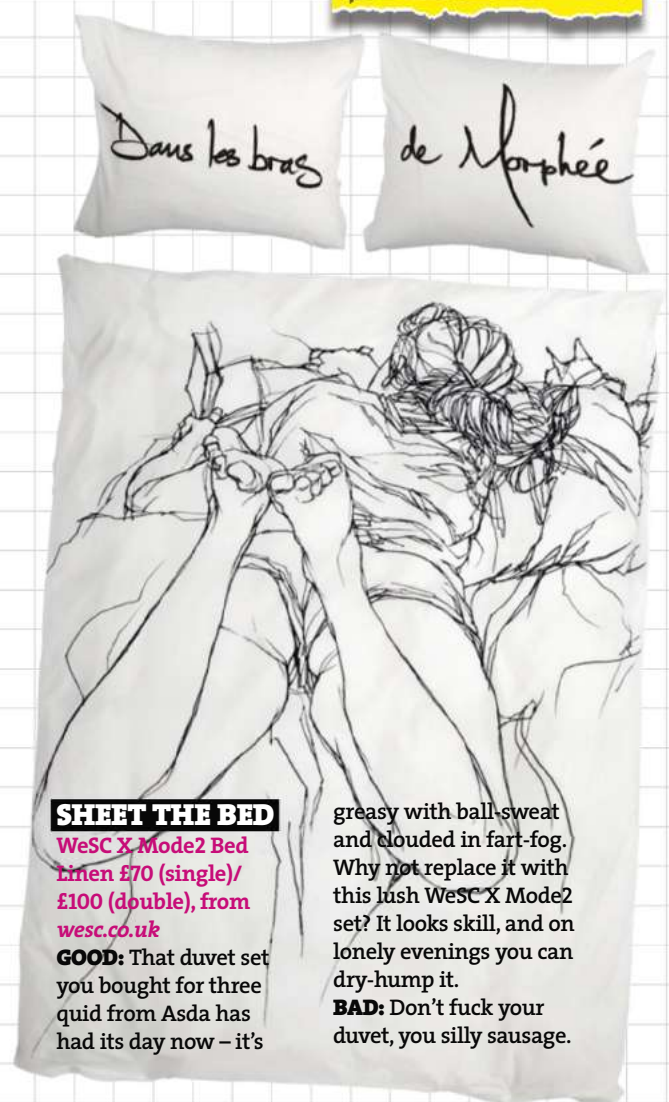 Dans les bras
de Morphée
SHEET THE BED
WeSC X Mode2 Bed
Linen £70 (single)/
£100 (double), from
wesc.co.uk
GOOD: That duvet set
you bought for three
quid from Asda has
had its day now – it's
greasy with ball-sweat
and clouded in fart-fog.
Why not replace it with
this lush WeSC X Mode2
set? It looks skill, and on
lonely evenings you can
dry-hump it.
BAD: Don't fuck your
duvet, you silly sausage.